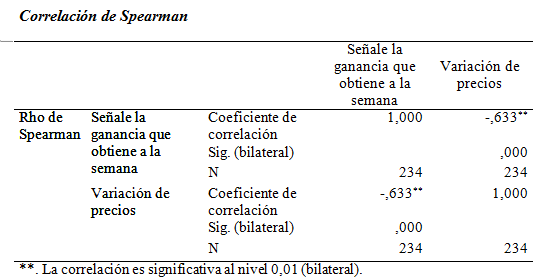 Correlación de Spearman
Señale la ganancia que obtiene a la semana Variación de precios
Rho de Spearman Señale la ganancia que obtiene a la semana Coeficiente de correlación 1,000 -,633**
Sig. (bilateral) ,000
N 234 234
Variación de precios Coeficiente de correlación -,633** 1,000
Sig. (bilateral) ,000
N 234 234
**. La correlación es significativa al nivel 0,01 (bilateral).